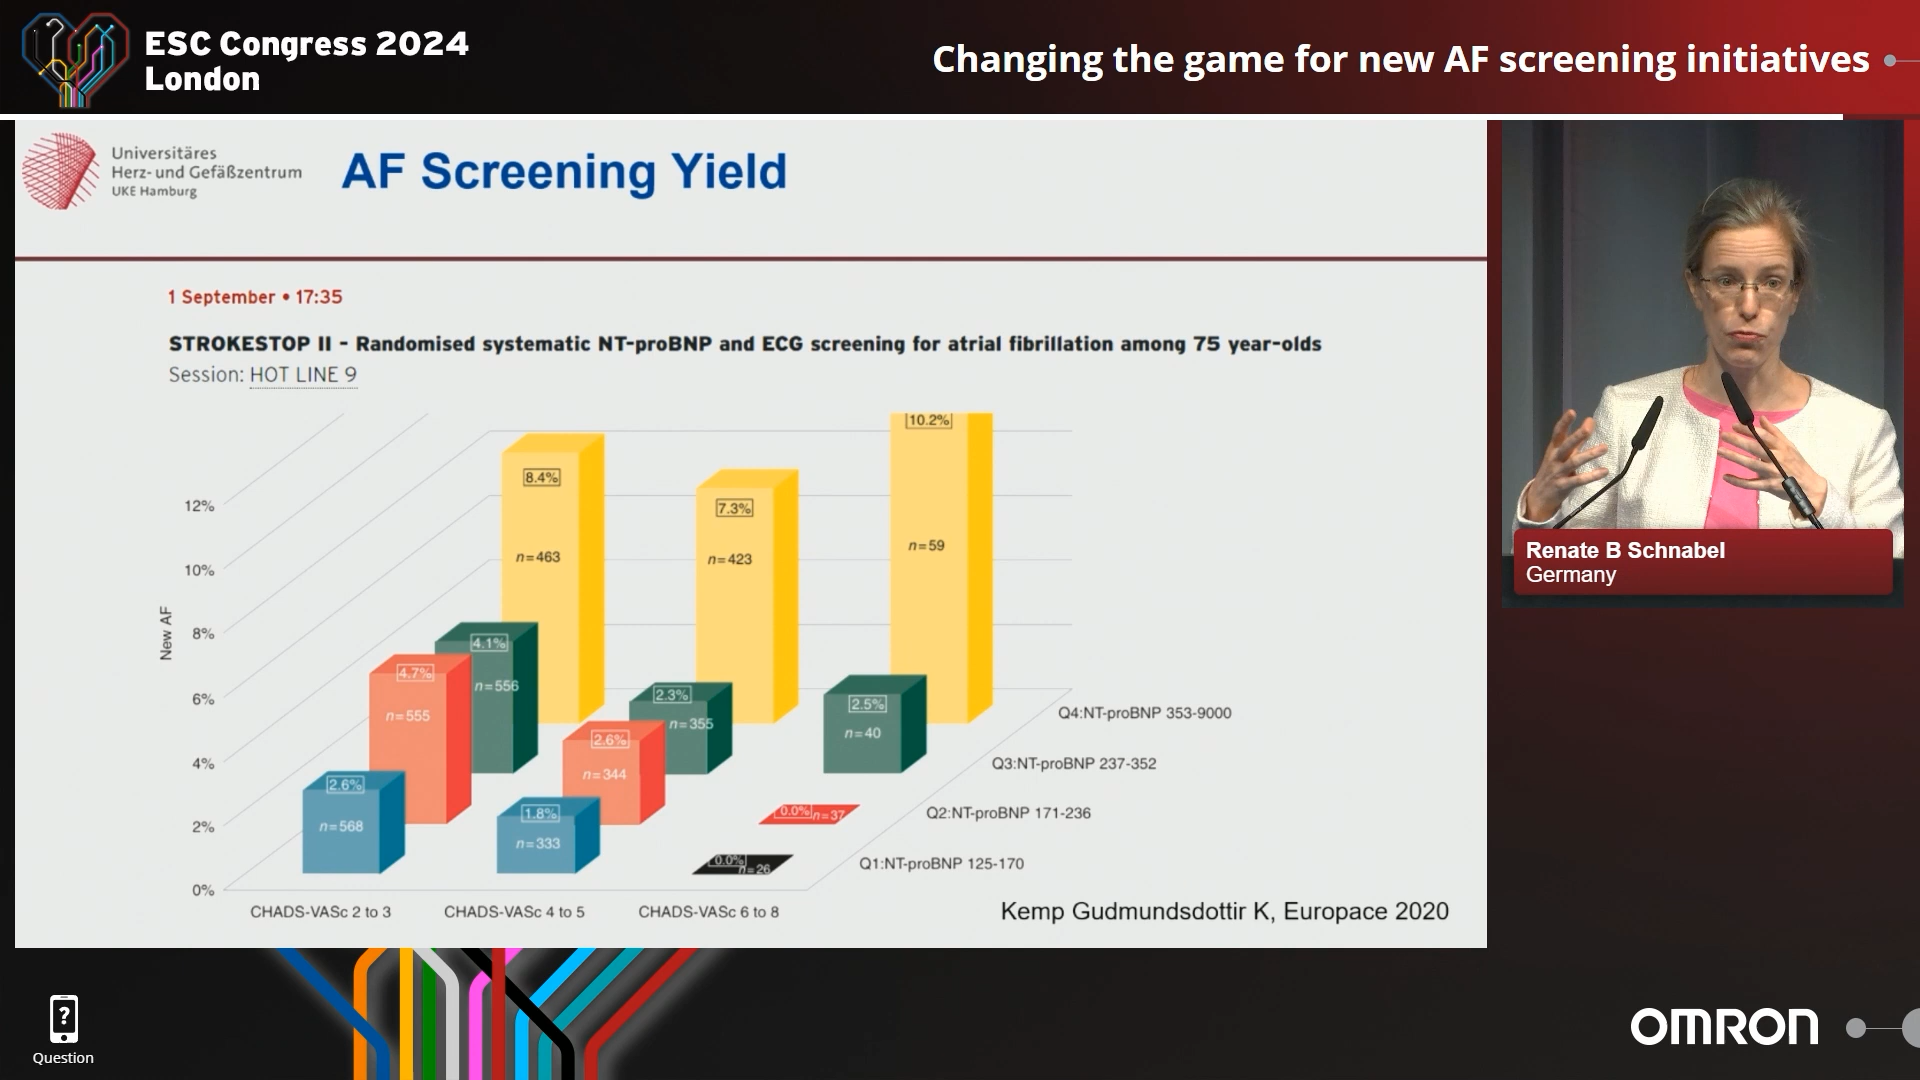 ESC Congress 2024
London
Changing the game for new AF screening initiatives
Universitäres
Herz- und Gefäßzentrum
UKE Hamburg
AF Screening Yield
1 September • 17:35
STROKESTOP II - Randomised systematic NT-proBNP and ECG screening for atrial fibrillation among 75 year-olds
Session: HOT LINE 9
New AF
12%
10%
8%
6%
4%
2%
0%
8.4%
n=463
7.3%
n=423
10.2%
n=59
4.1%
n=556
2.3%
n=355
2.5%
n=40
4.7%
n=555
2.6%
n=344
0.0%
n=37
2.6%
n=568
1.8%
n=333
0.0%
n=26
Q4:NT-proBNP 353-9000
Q3:NT-proBNP 237-352
Q2:NT-proBNP 171-236
Q1:NT-proBNP 125-170
CHADS-VASc 2 to 3
CHADS-VASc 4 to 5
CHADS-VASc 6 to 8
Kemp Gudmundsdottir K, Europace 2020
Renate B Schnabel
Germany
?
Question
OMRON